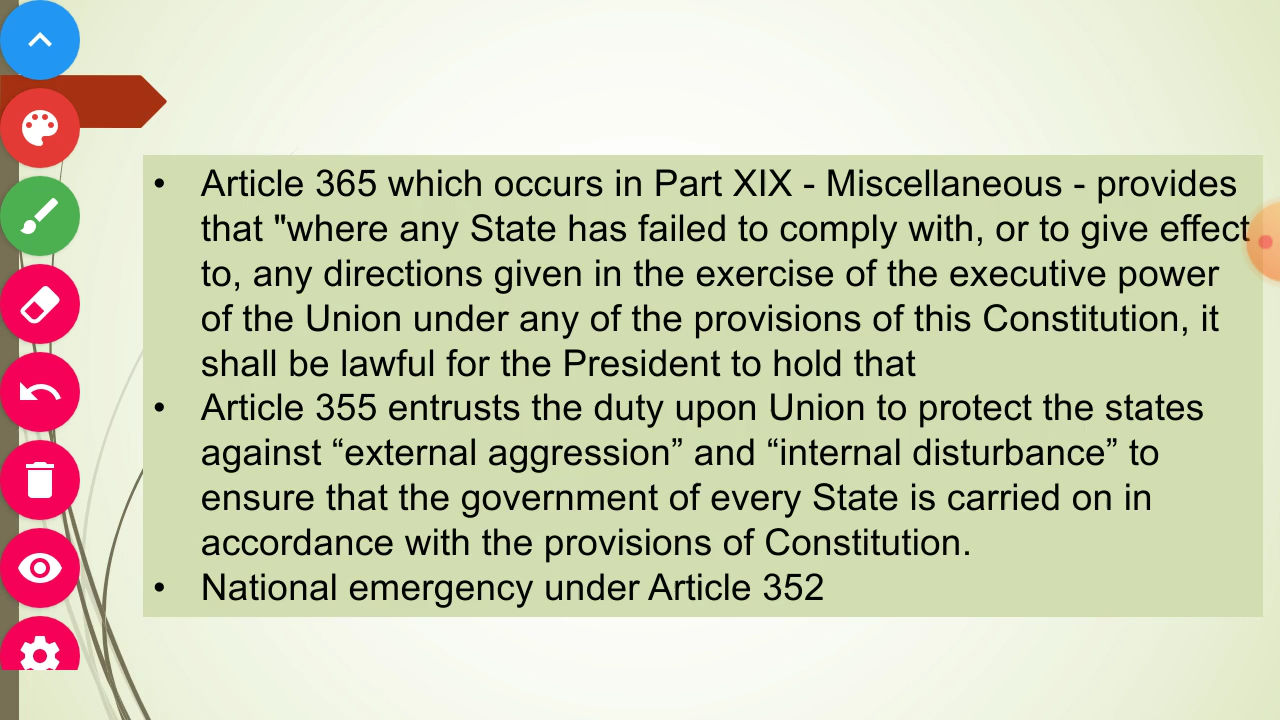 • Article 365 which occurs in Part XIX - Miscellaneous - provides
that "where any State has failed to comply with, or to give effect
to, any directions given in the exercise of the executive power
of the Union under any of the provisions of this Constitution, it
shall be lawful for the President to hold that
• Article 355 entrusts the duty upon Union to protect the states
against “external aggression” and “internal disturbance” to
ensure that the government of every State is carried on in
accordance with the provisions of Constitution.
• National emergency under Article 352